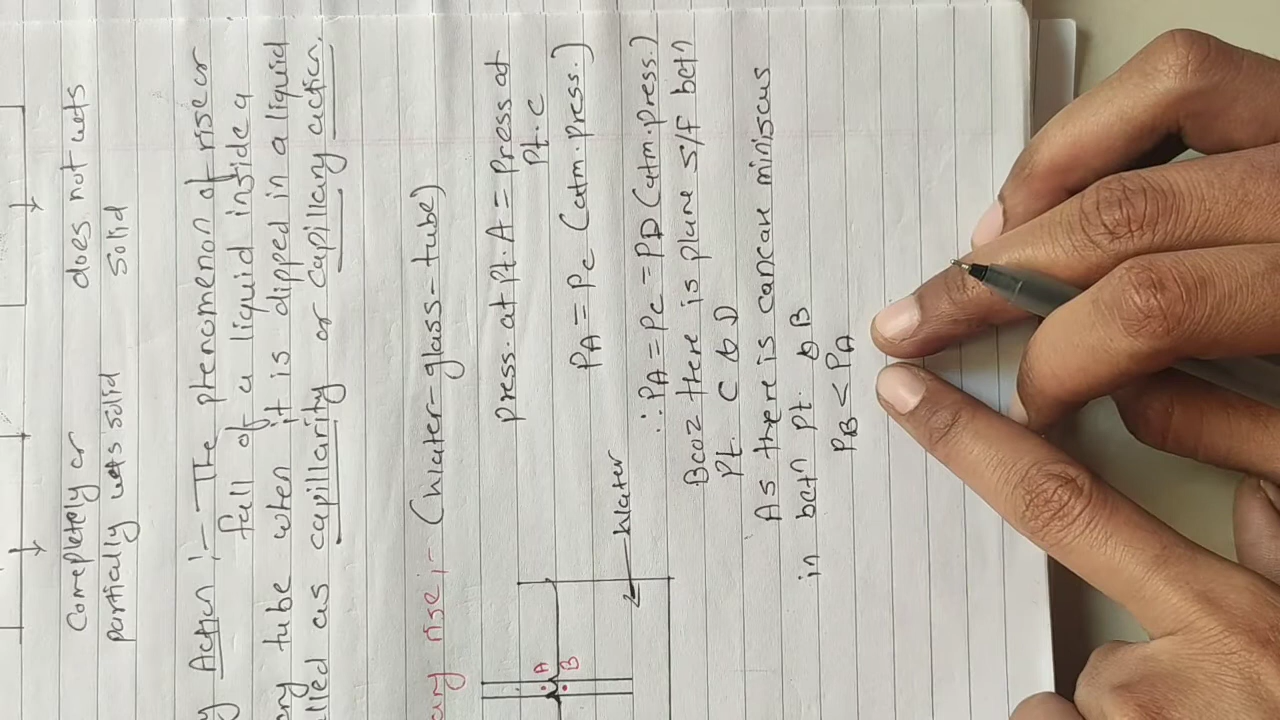 Completely or
partially wets solid
does not wets
solid
Action :- The phenomenon of rise or
fall of a liquid inside a
tube when it is dipped in a liquid
as capillarity or capillary action.
rise :- (Water-glass-tube)
press. at Pt. A = Press at
Pt. C
PA = PC (atm. press.)
∴ PA = PC = PD (atm. press.)
Bcoz there is plane S/F betn
Pt. C & D
As there is concave miniscus
in betn pt. & B
PB < PA
Water
A
B